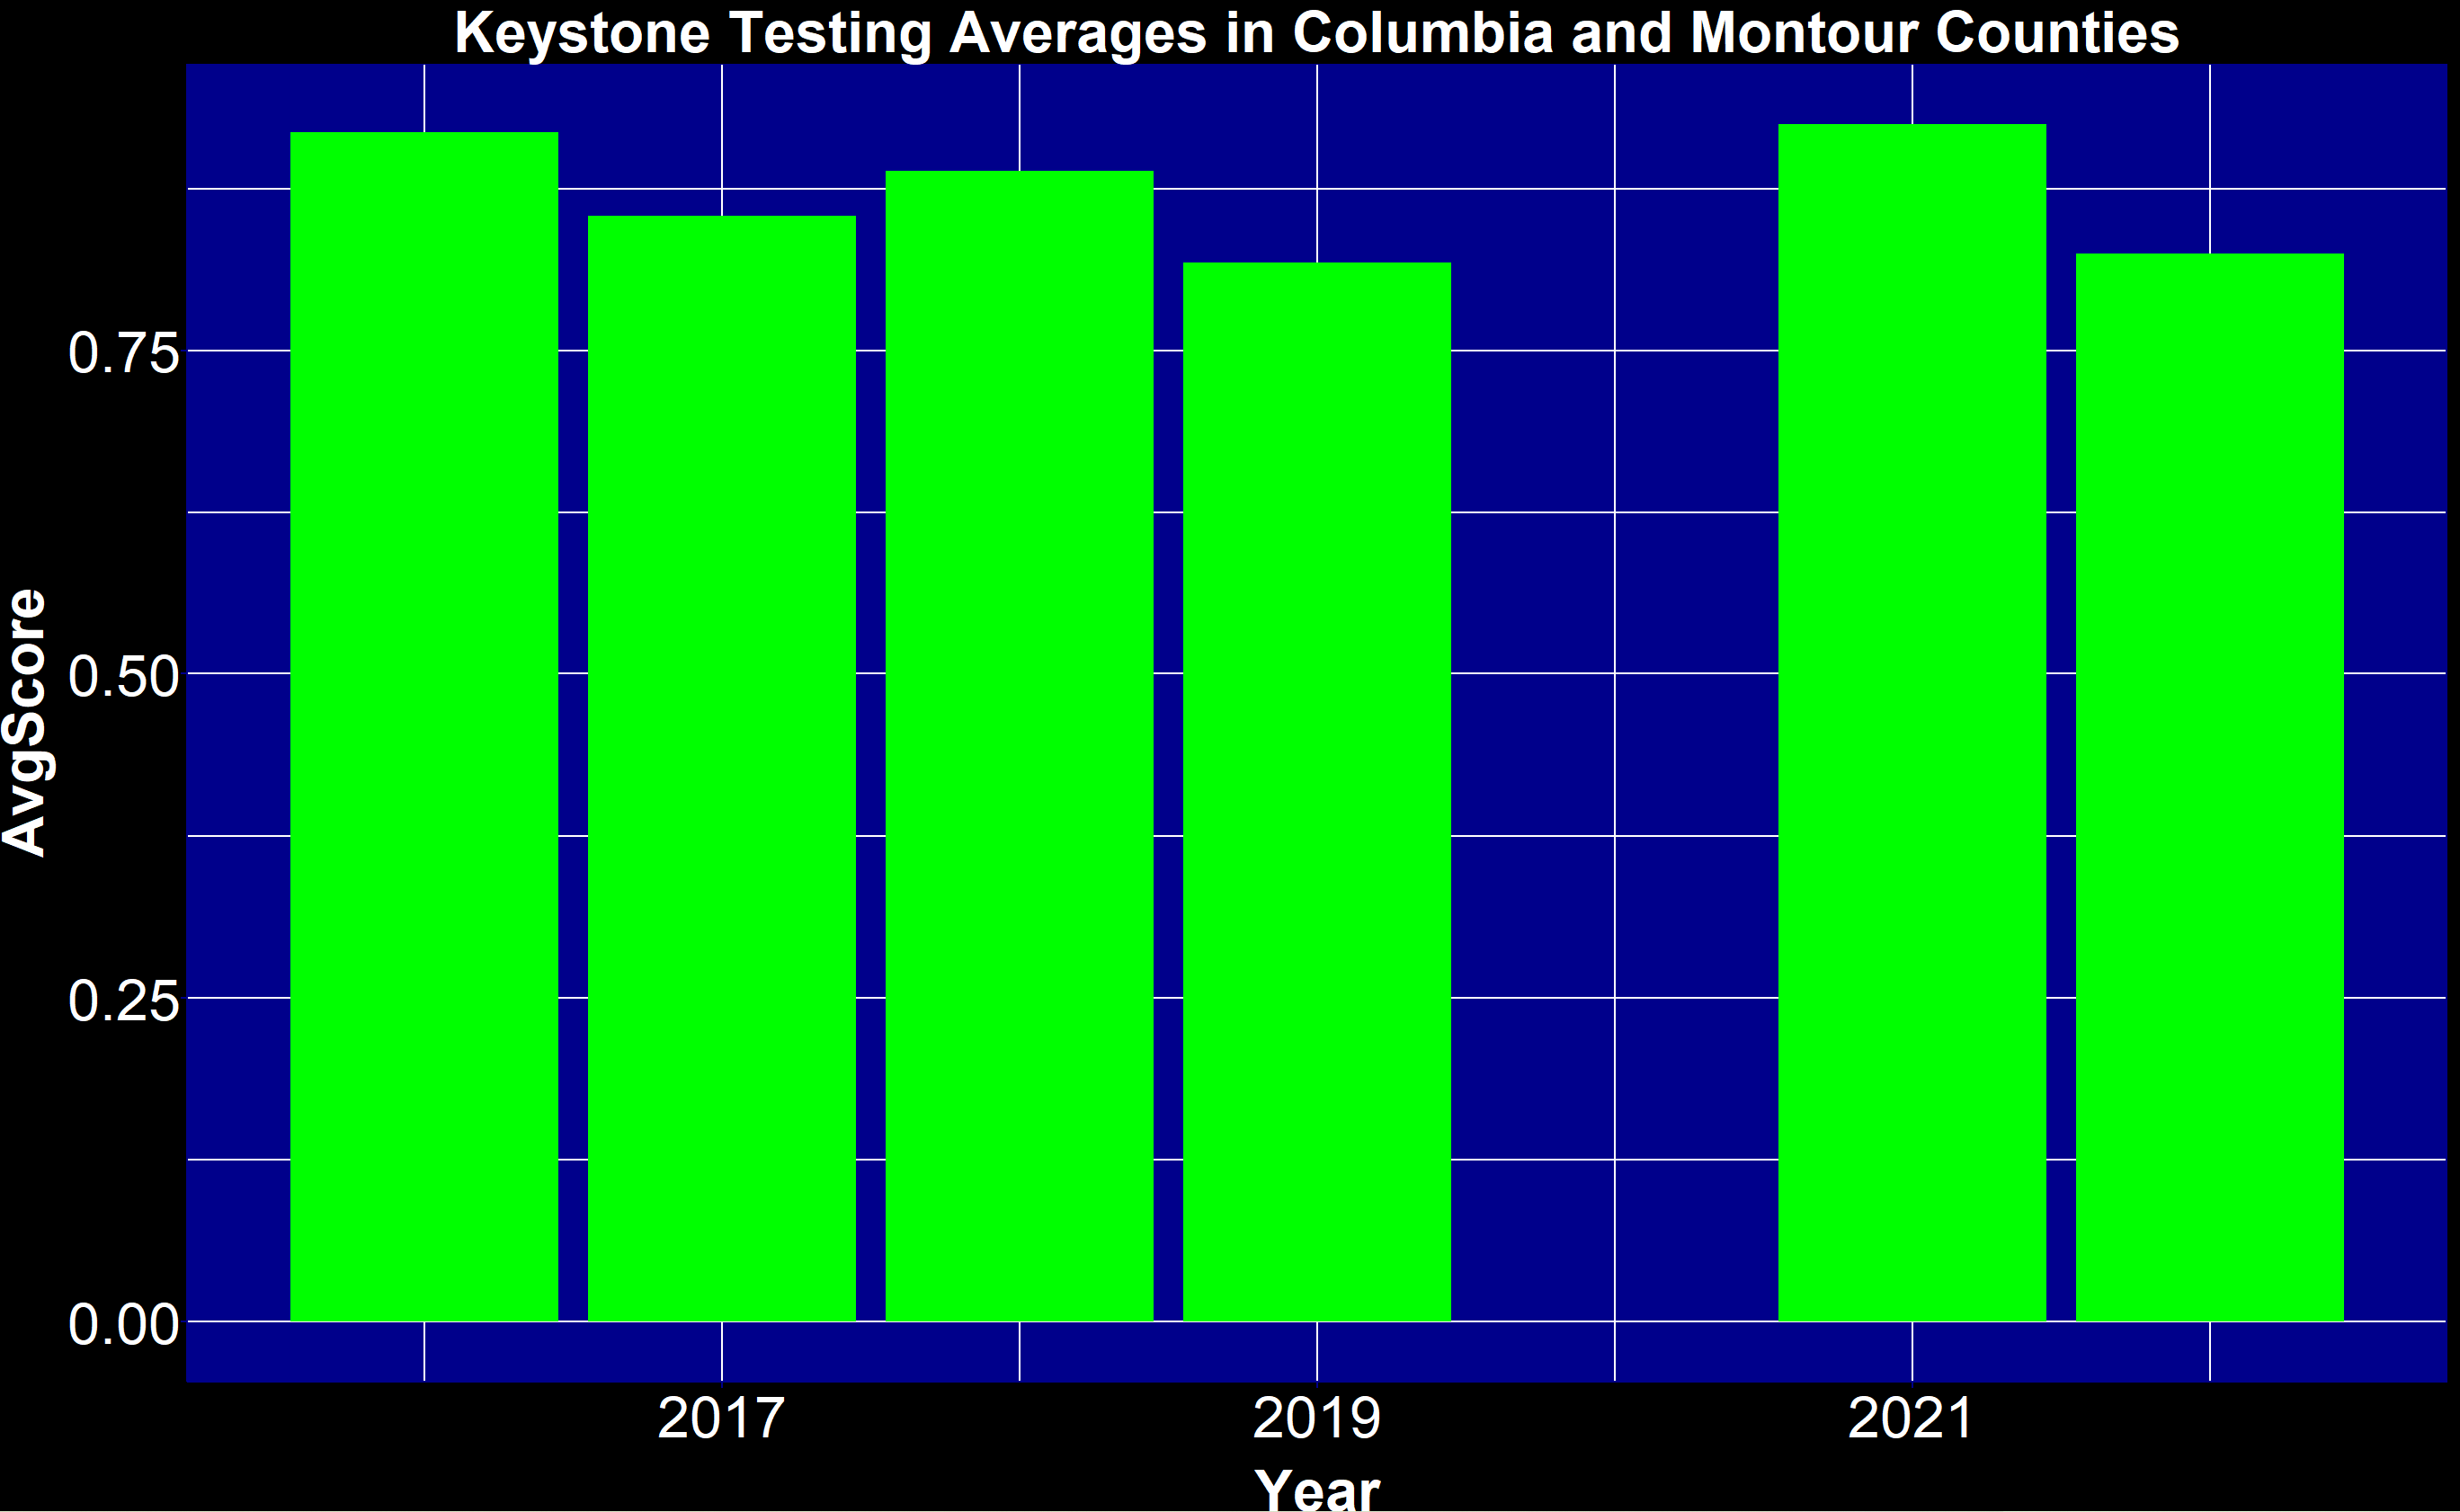 Keystone Testing Averages in Columbia and Montour Counties
AvgScore
0.75
0.50
0.25
0.00
2017 2019 2021
Year